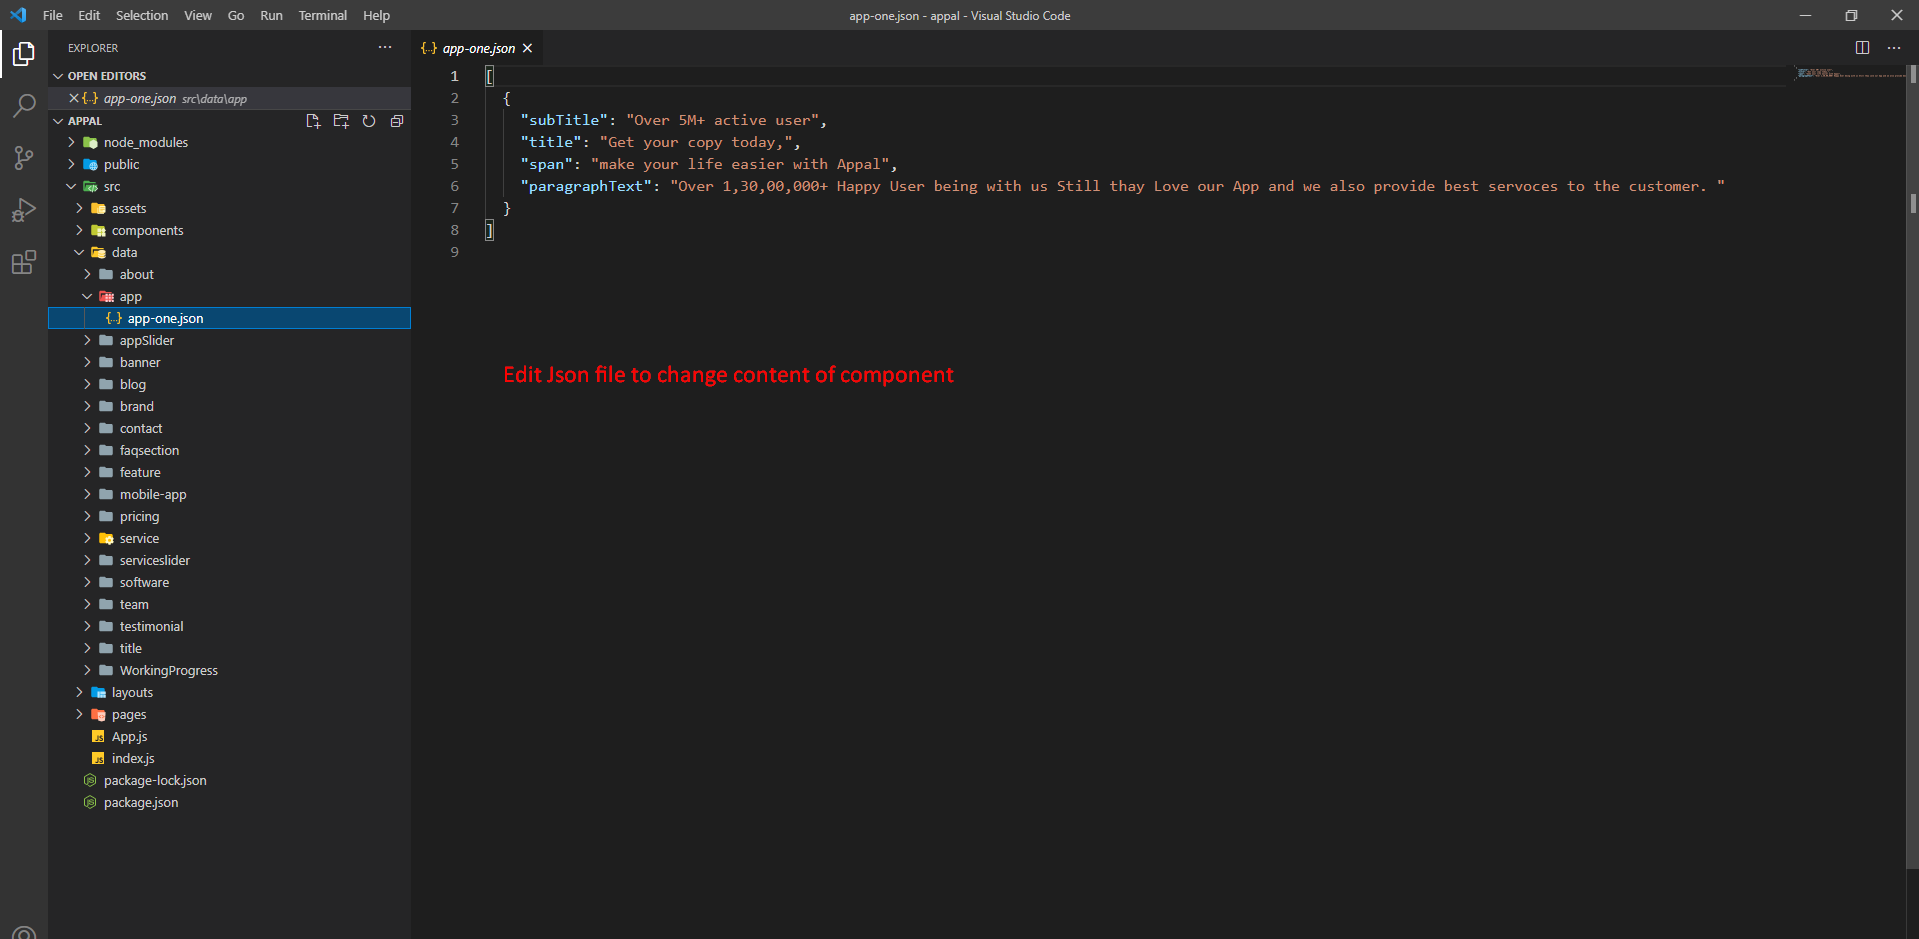 File Edit Selection View Go Run Terminal Help
app-one.json - appal - Visual Studio Code
EXPLORER
OPEN EDITORS
{..} app-one.json src\data\app
APPAL
node_modules
public
src
assets
components
data
about
app
{..} app-one.json
appSlider
banner
blog
brand
contact
faqsection
feature
mobile-app
pricing
service
serviceslider
software
team
testimonial
title
WorkingProgress
layouts
pages
JS App.js
JS index.js
package-lock.json
package.json
{..} app-one.json
1 [
2 {
3 "subTitle": "Over 5M+ active user",
4 "title": "Get your copy today,",
5 "span": "make your life easier with Appal",
6 "paragraphText": "Over 1,30,00,000+ Happy User being with us Still thay Love our App and we also provide best servoces to the customer. "
7 }
8 ]
9
Edit Json file to change content of component